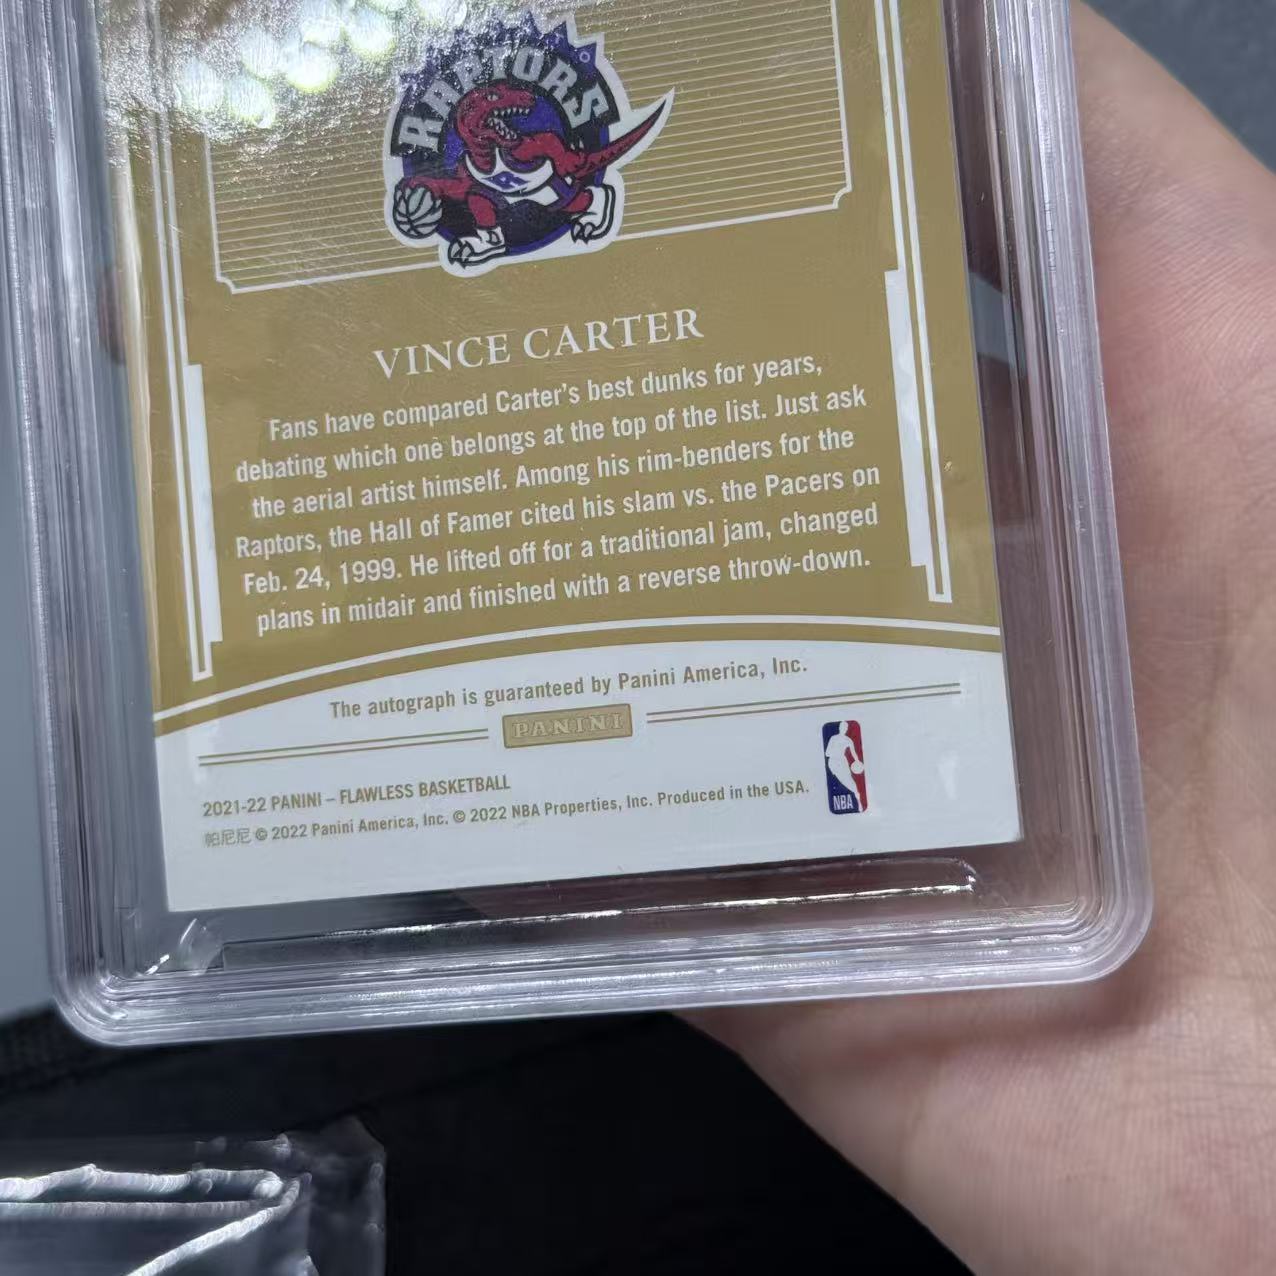 RAPTORS
VINCE CARTER
Fans have compared Carter's best dunks for years,
debating which one belongs at the top of the list. Just ask
the aerial artist himself. Among his rim-benders for the
Raptors, the Hall of Famer cited his slam vs. the Pacers on
Feb. 24, 1999. He lifted off for a traditional jam, changed
plans in midair and finished with a reverse throw-down.
The autograph is guaranteed by Panini America, Inc.
PANINI
2021-22 PANINI – FLAWLESS BASKETBALL
帕尼尼 © 2022 Panini America, Inc. © 2022 NBA Properties, Inc. Produced in the USA.
NBA